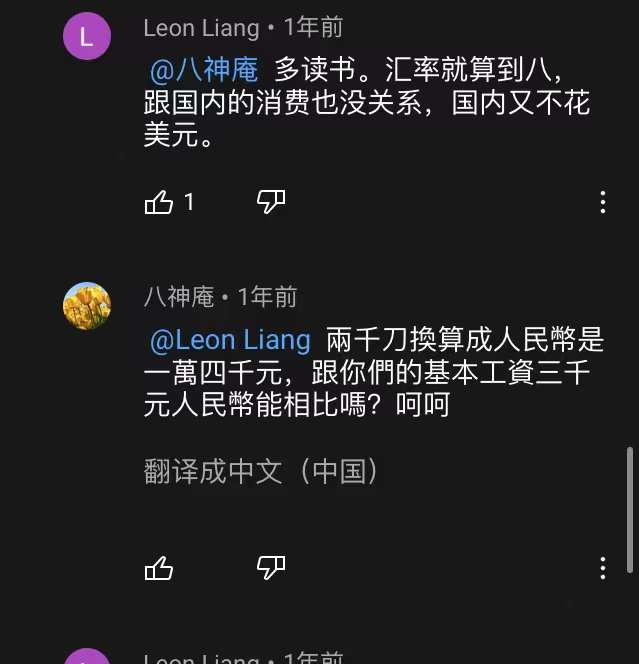 L
Leon Liang • 1年前
@八神庵 多读书。汇率就算到八，
跟国内的消费也没关系，国内又不花
美元。
1
八神庵 • 1年前
@Leon Liang 兩千刀換算成人民幣是
一萬四千元，跟你們的基本工資三千
元人民幣能相比嗎？呵呵
翻译成中文（中国）
Leon Liang • 1年前